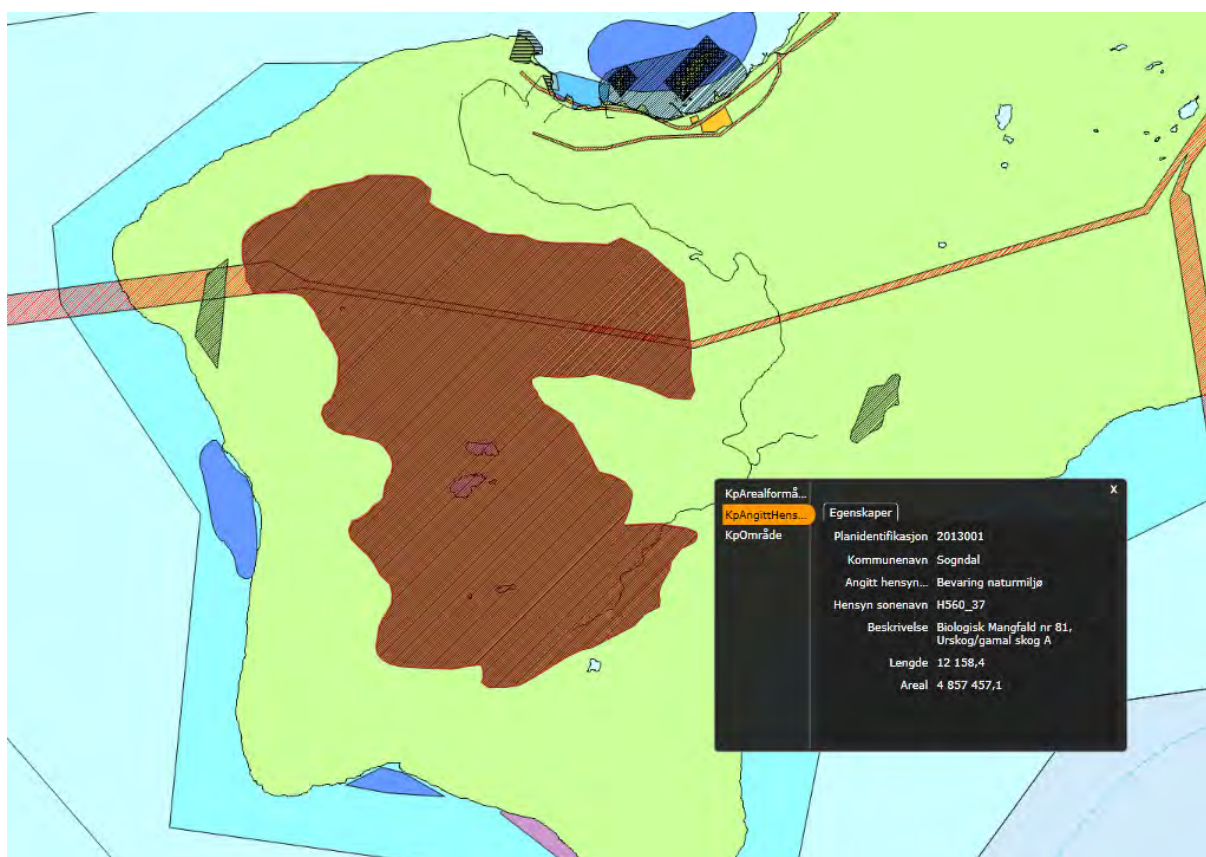 KpArealformå...
KpAngittHens...
KpOmråde
X
Egenskaper
Planidentifikasjon 2013001
Kommunenavn Sogndal
Angitt hensyn... Bevaring naturmiljø
Hensyn sonenavn H560_37
Beskrivelse Biologisk Mangfald nr 81,
Urskog/gamal skog A
Lengde 12 158,4
Areal 4 857 457,1